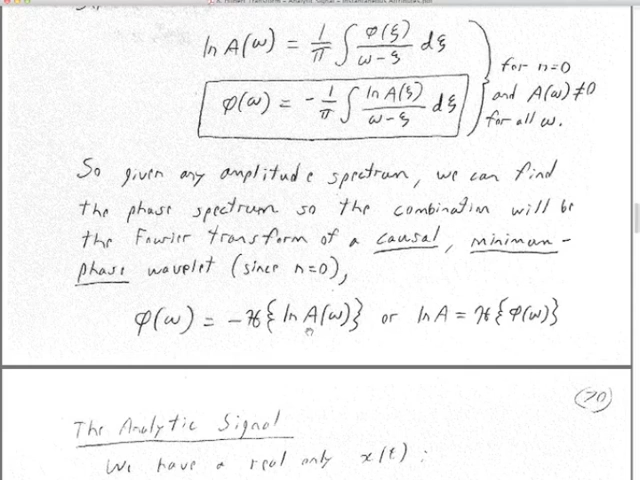 ln A(ω) = 1/π ∫ φ(ξ)/(ω-ξ) dξ
φ(ω) = - 1/π ∫ ln A(ξ)/(ω-ξ) dξ
for n=0
and A(ω)≠0
for all ω.
So given any amplitude spectrum, we can find
the phase spectrum so the combination will be
the Fourier transform of a causal, minimum-
phase wavelet (since n=0),
φ(ω) = -ℋ{ln A(ω)} or ln A = ℋ{φ(ω)}
70
The Analytic Signal
We have a real only x(t):